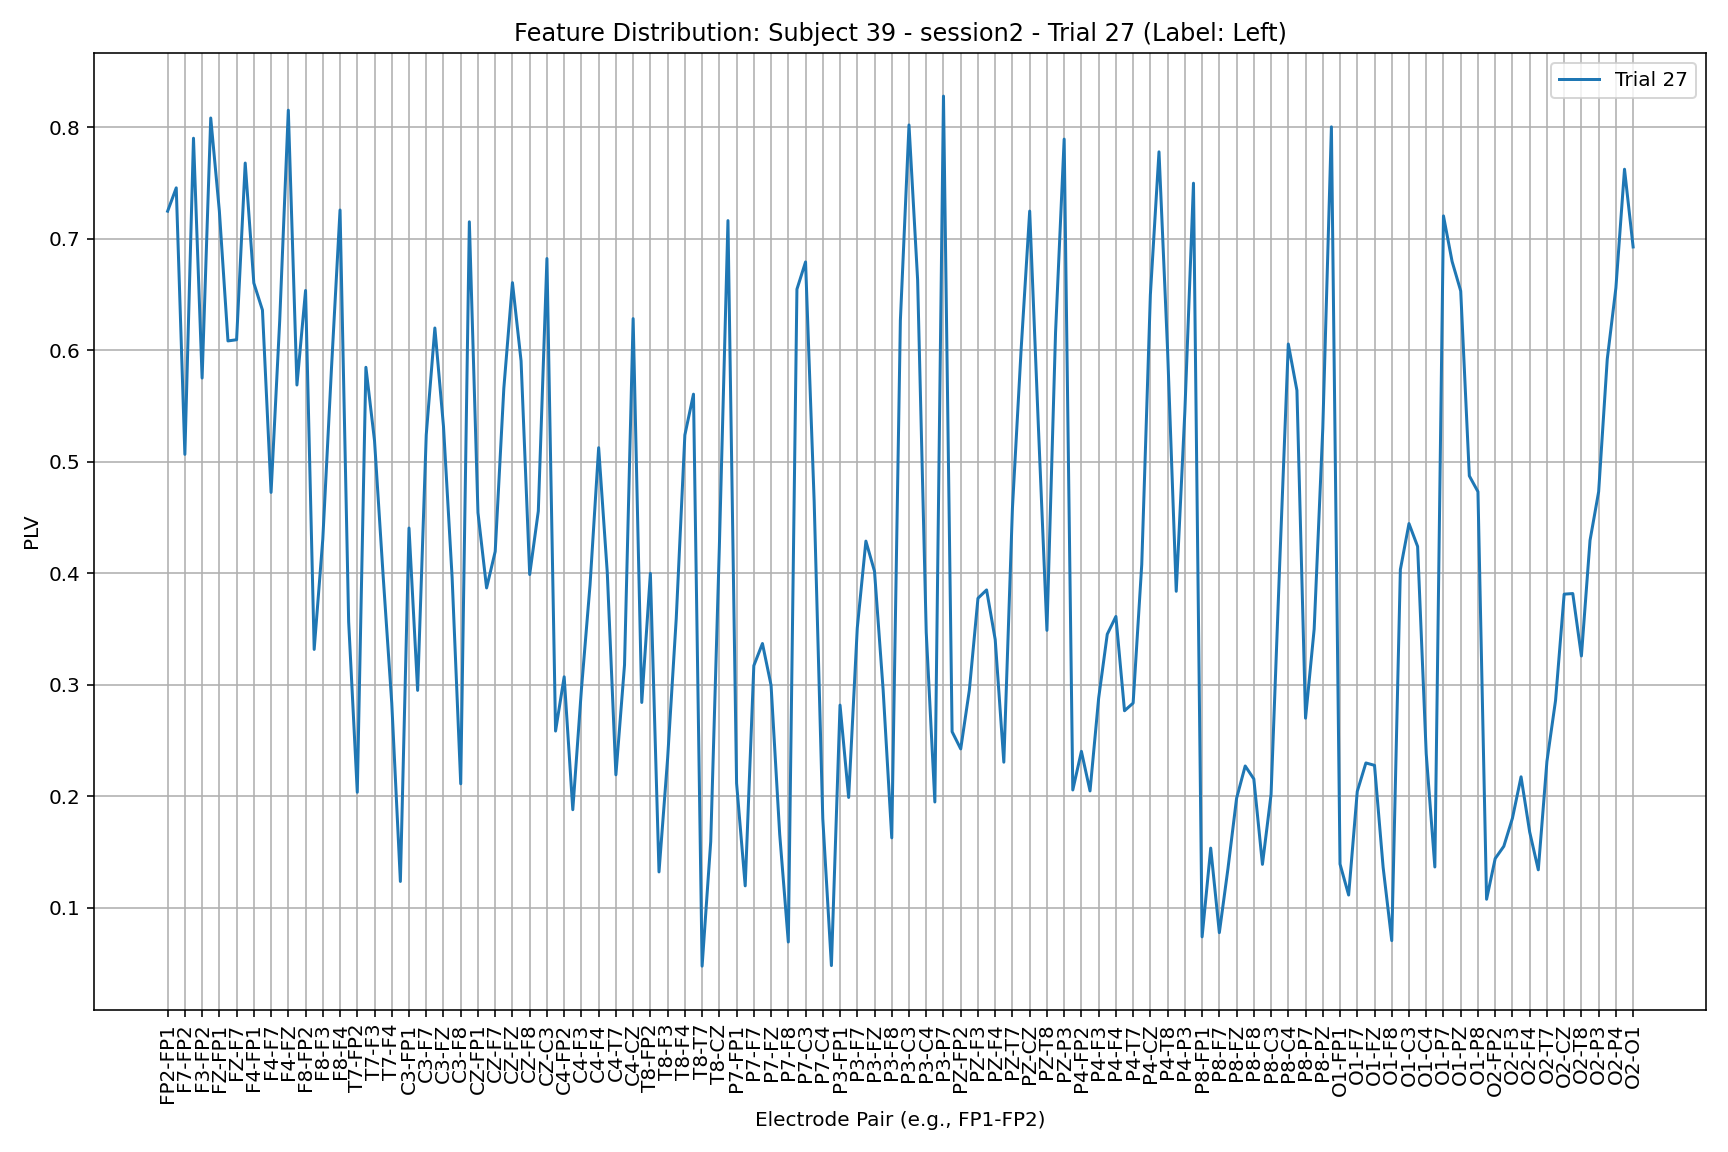 Feature Distribution: Subject 39 - session2 - Trial 27 (Label: Left)
Trial 27
PLV
0.8
0.7
0.6
0.5
0.4
0.3
0.2
0.1
FP2-FP1
F7-FP2
F3-FP2
FZ-FP1
FZ-F7
F4-FP1
F4-F7
F4-FZ
F8-FP2
F8-F3
F8-F4
T7-FP2
T7-F3
T7-F4
C3-FP1
C3-F7
C3-FZ
C3-F8
CZ-FP1
CZ-F7
CZ-FZ
CZ-F8
CZ-C3
C4-FP2
C4-F3
C4-F4
C4-T7
C4-CZ
T8-FP2
T8-F3
T8-F4
T8-T7
T8-CZ
P7-FP1
P7-F7
P7-FZ
P7-F8
P7-C3
P7-C4
P3-FP1
P3-F7
P3-FZ
P3-F8
P3-C3
P3-C4
P3-P7
PZ-FP2
PZ-F3
PZ-F4
PZ-T7
PZ-CZ
PZ-T8
PZ-P3
P4-FP2
P4-F3
P4-F4
P4-T7
P4-CZ
P4-T8
P4-P3
P8-FP1
P8-F7
P8-FZ
P8-F8
P8-C3
P8-C4
P8-P7
P8-PZ
O1-FP1
O1-F7
O1-FZ
O1-F8
O1-C3
O1-C4
O1-P7
O1-PZ
O1-P8
O2-FP2
O2-F3
O2-F4
O2-T7
O2-CZ
O2-T8
O2-P3
O2-P4
O2-O1
Electrode Pair (e.g., FP1-FP2)